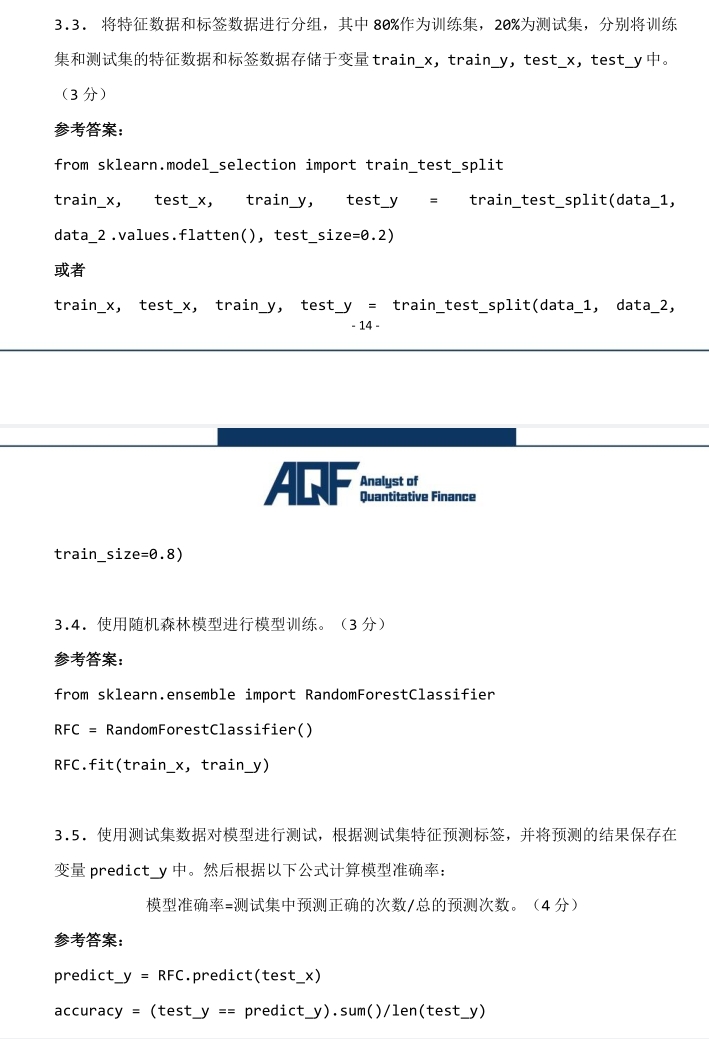 3.3. 将特征数据和标签数据进行分组，其中 80%作为训练集，20%为测试集，分别将训练
集和测试集的特征数据和标签数据存储于变量 train_x, train_y, test_x, test_y 中。
（3 分）
参考答案：
from sklearn.model_selection import train_test_split
train_x, test_x, train_y, test_y = train_test_split(data_1,
data_2 .values.flatten(), test_size=0.2)
或者
train_x, test_x, train_y, test_y = train_test_split(data_1, data_2,
- 14 -
AQF Analyst of
Quantitative Finance
train_size=0.8)
3.4. 使用随机森林模型进行模型训练。（3 分）
参考答案：
from sklearn.ensemble import RandomForestClassifier
RFC = RandomForestClassifier()
RFC.fit(train_x, train_y)
3.5. 使用测试集数据对模型进行测试，根据测试集特征预测标签，并将预测的结果保存在
变量 predict_y 中。然后根据以下公式计算模型准确率：
模型准确率=测试集中预测正确的次数/总的预测次数。（4 分）
参考答案：
predict_y = RFC.predict(test_x)
accuracy = (test_y == predict_y).sum()/len(test_y)